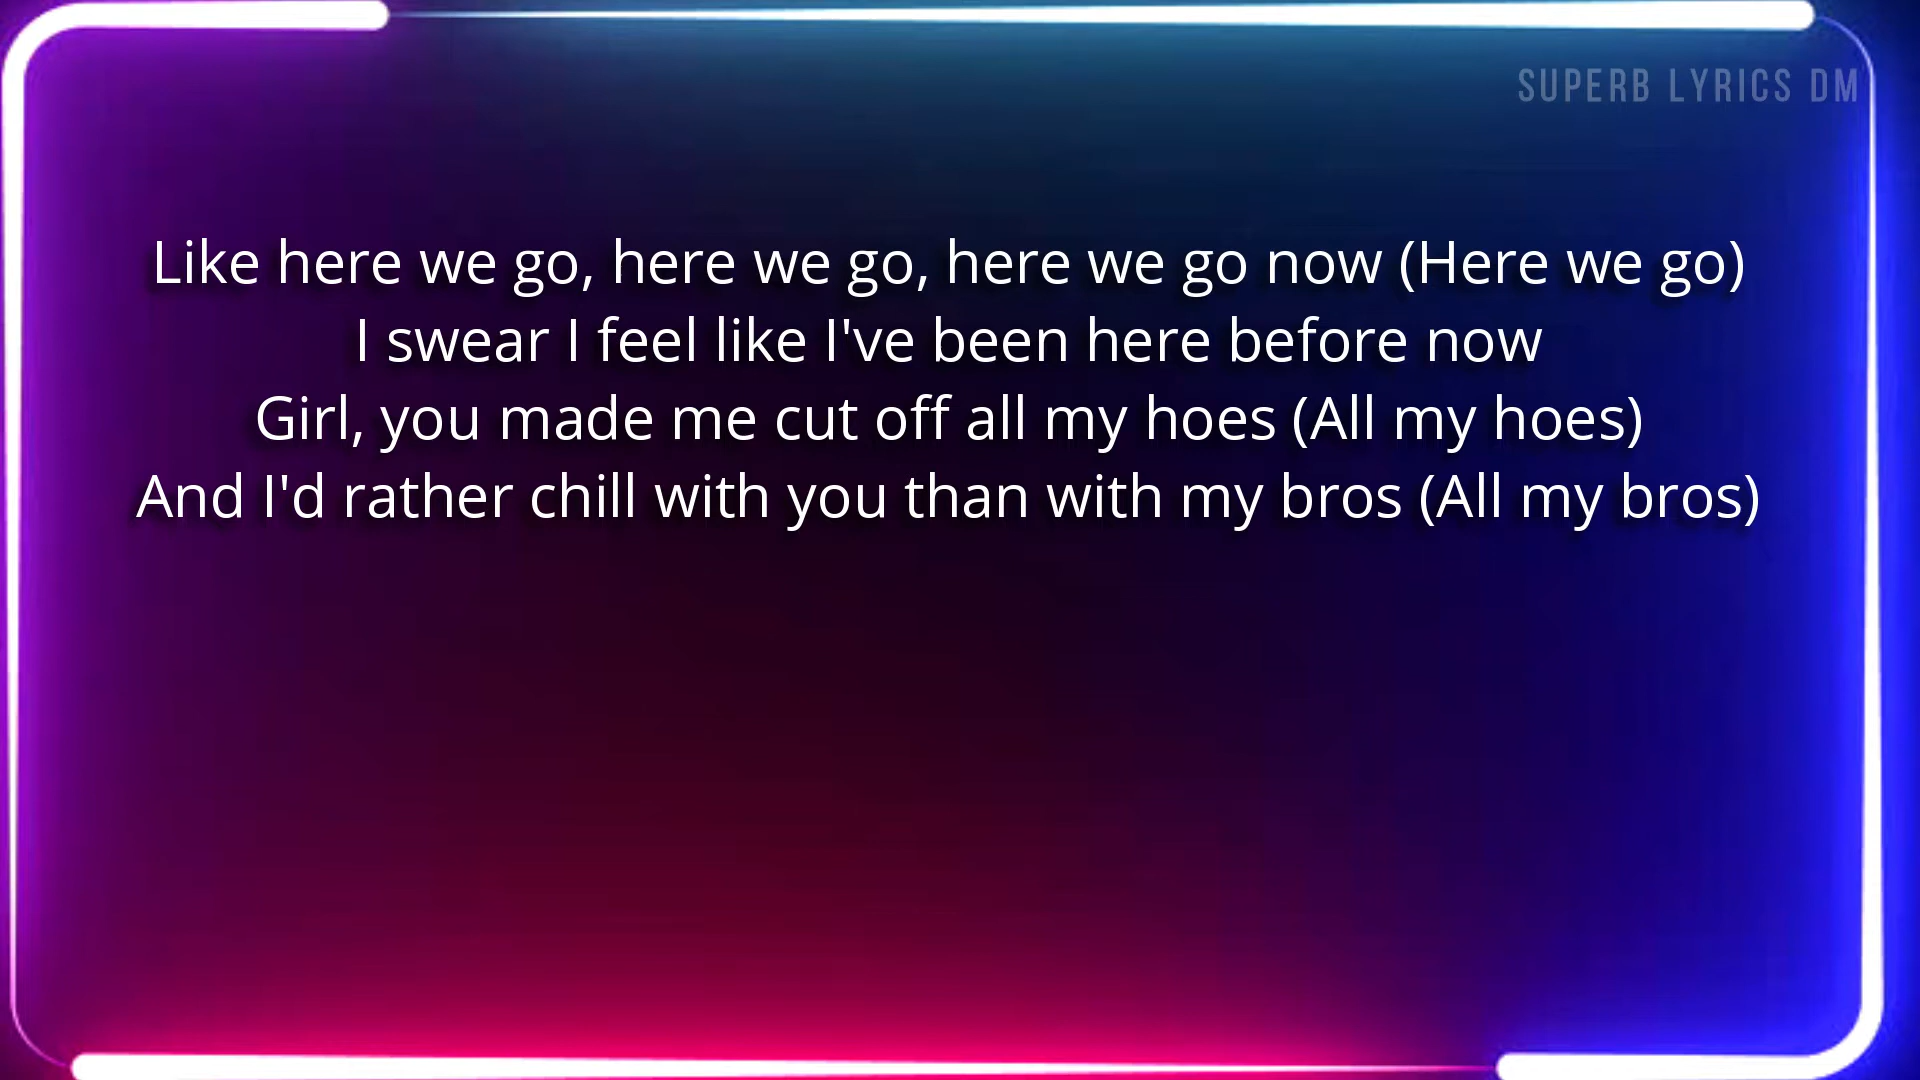 SUPERB LYRICS DM
Like here we go, here we go, here we go now (Here we go)
I swear I feel like I've been here before now
Girl, you made me cut off all my hoes (All my hoes)
And I'd rather chill with you than with my bros (All my bros)